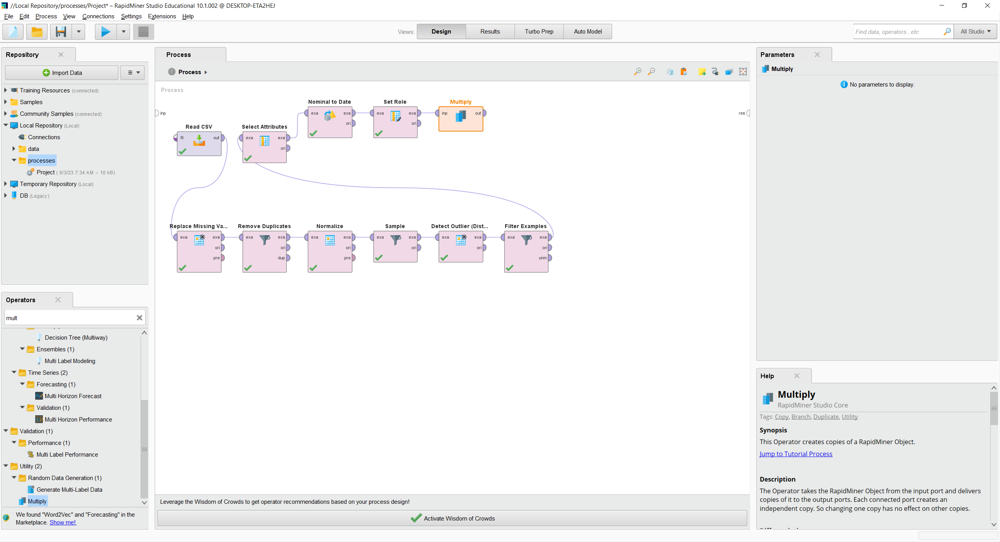 //Local Repository/processes/Project* – RapidMiner Studio Educational 10.1.002 @ DESKTOP-ETA2HEJ
File Edit Process View Connections Settings Extensions Help
Views: Design Results Turbo Prep Auto Model
Find data, operators...etc
All Studio
Repository
Import Data
Training Resources (connected)
Samples
Community Samples (connected)
Local Repository (Local)
Connections
data
processes
Project ( 6/3/23 7:34 AM – 10 kB)
Temporary Repository (Local)
DB (Legacy)
Operators
mult
Decision Tree (Multiway)
Ensembles (1)
Multi Label Modeling
Time Series (2)
Forecasting (1)
Multi Horizon Forecast
Validation (1)
Multi Horizon Performance
Validation (1)
Performance (1)
Multi Label Performance
Utility (2)
Random Data Generation (1)
Generate Multi-Label Data
Multiply
We found "Word2Vec" and "Forecasting" in the
Marketplace. Show me!
Process
Process
Process
inp
res
Nominal to Date
exa exa
ori
Set Role
exa exa
ori
Multiply
inp out
Read CSV
fil out
Select Attributes
exa exa
ori
Replace Missing Va...
exa exa
ori
pre
Remove Duplicates
exa exa
ori
dup
Normalize
exa exa
ori
pre
Sample
exa exa
ori
Detect Outlier (Dist...
exa exa
ori
Filter Examples
exa exa
ori
unm
Leverage the Wisdom of Crowds to get operator recommendations based on your process design!
Activate Wisdom of Crowds
Parameters
Multiply
No parameters to display.
Help
Multiply
RapidMiner Studio Core
Tags: Copy, Branch, Duplicate, Utility
Synopsis
This Operator creates copies of a RapidMiner Object.
Jump to Tutorial Process
Description
The Operator takes the RapidMiner Object from the input port and delivers
copies of it to the output ports. Each connected port creates an
independent copy. So changing one copy has no effect on other copies.